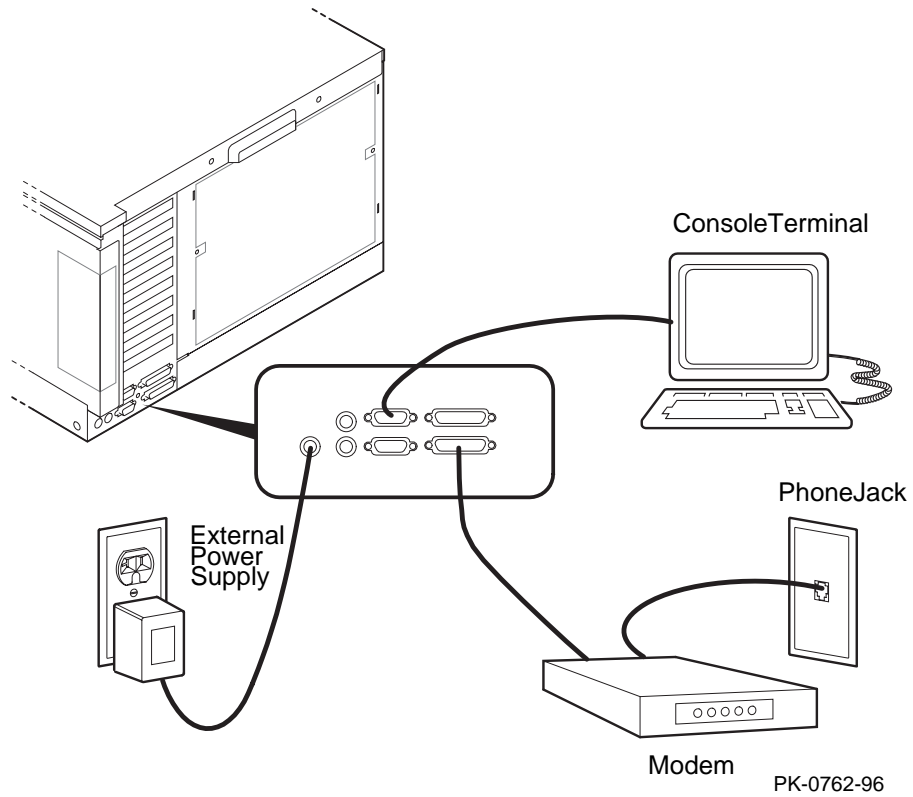 ConsoleTerminal
PhoneJack
External
Power
Supply
Modem
PK-0762-96